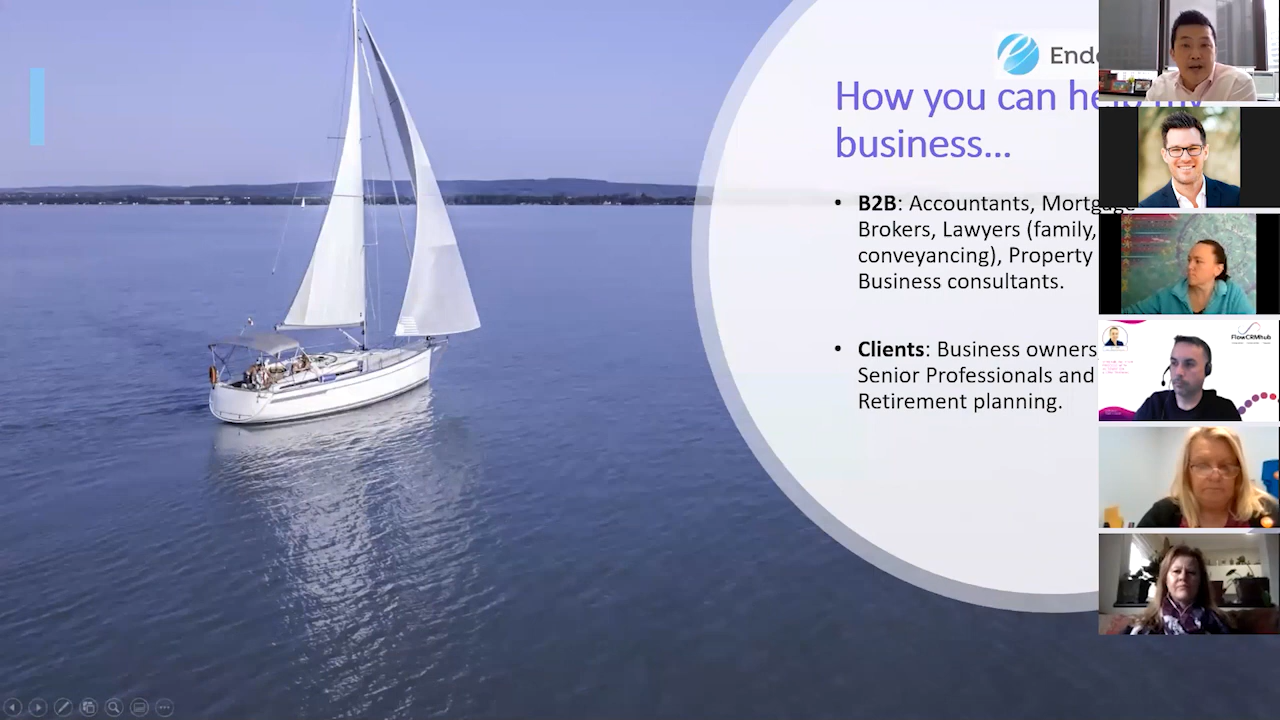 How you can help my
business...
• B2B: Accountants, Mortgage
Brokers, Lawyers (family,
conveyancing), Property
Business consultants.
• Clients: Business owners
Senior Professionals and
Retirement planning.
FlowCRMhub